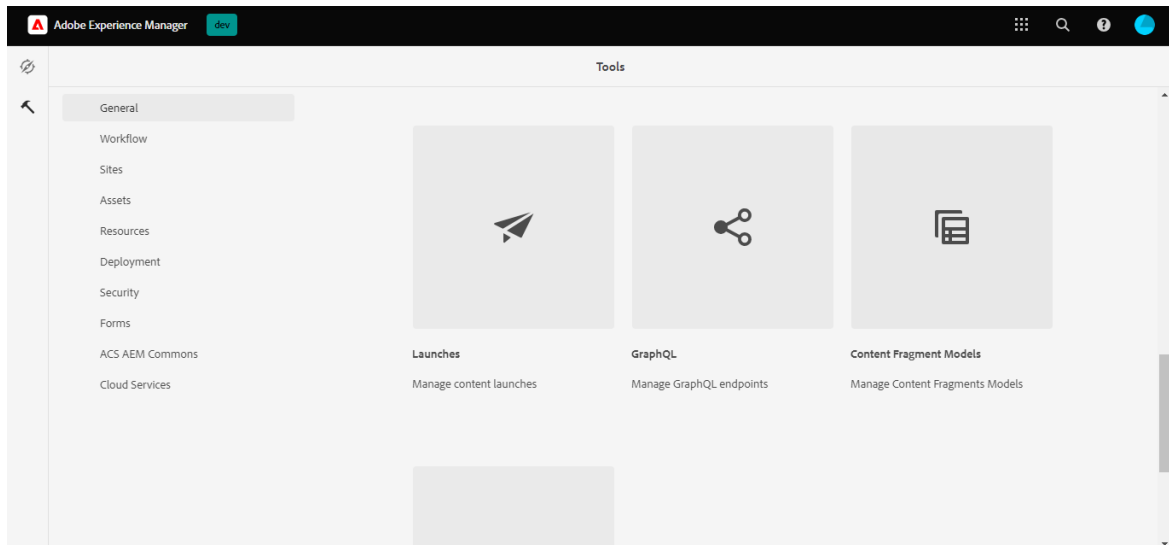 Adobe Experience Manager dev
Tools
General
Workflow
Sites
Assets
Resources
Deployment
Security
Forms
ACS AEM Commons
Cloud Services
Launches
Manage content launches
GraphQL
Manage GraphQL endpoints
Content Fragment Models
Manage Content Fragments Models